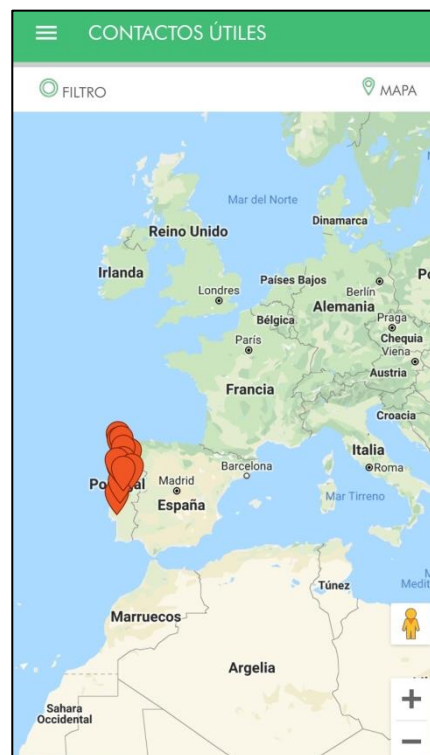 CONTACTOS ÚTILES
FILTRO
MAPA
Mar del Norte
Dinamarca
Reino Unido
Irlanda
Londres
Países Bajos
Berlín
Alemania
Bélgica
Praga
Chequia
París
Viena
Austria
Francia
Croacia
Italia
Roma
Barcelona
Madrid
España
Mar Tirreno
Túnez
Marruecos
Argelia
Sahara
Occidental